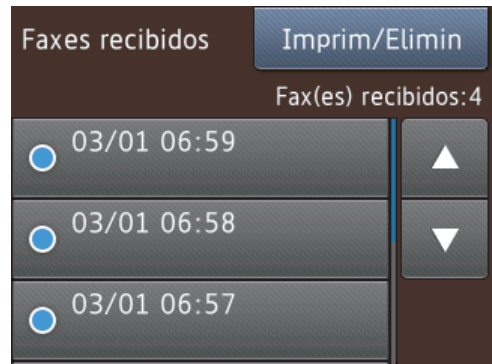 Faxes recibidos
Imprim/Elimin
Fax(es) recibidos:4
03/01 06:59
03/01 06:58
03/01 06:57